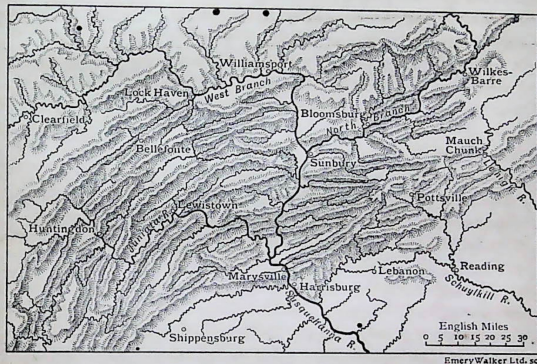 Williamsport
Wilkes-
Barre
Lock Haven
West Branch
Clearfield
Bloomsburg
North Branch
Mauch
Chunk
Bellefonte
Sunbury
Lewistown
Pottsville
Huntingdon
Juniata R.
Marysville
Harrisburg
Lebanon
Reading
Schuylkill R.
Susquehanna R.
Shippensburg
English Miles
0 5 10 15 20 25 30
Emery Walker Ltd. sc